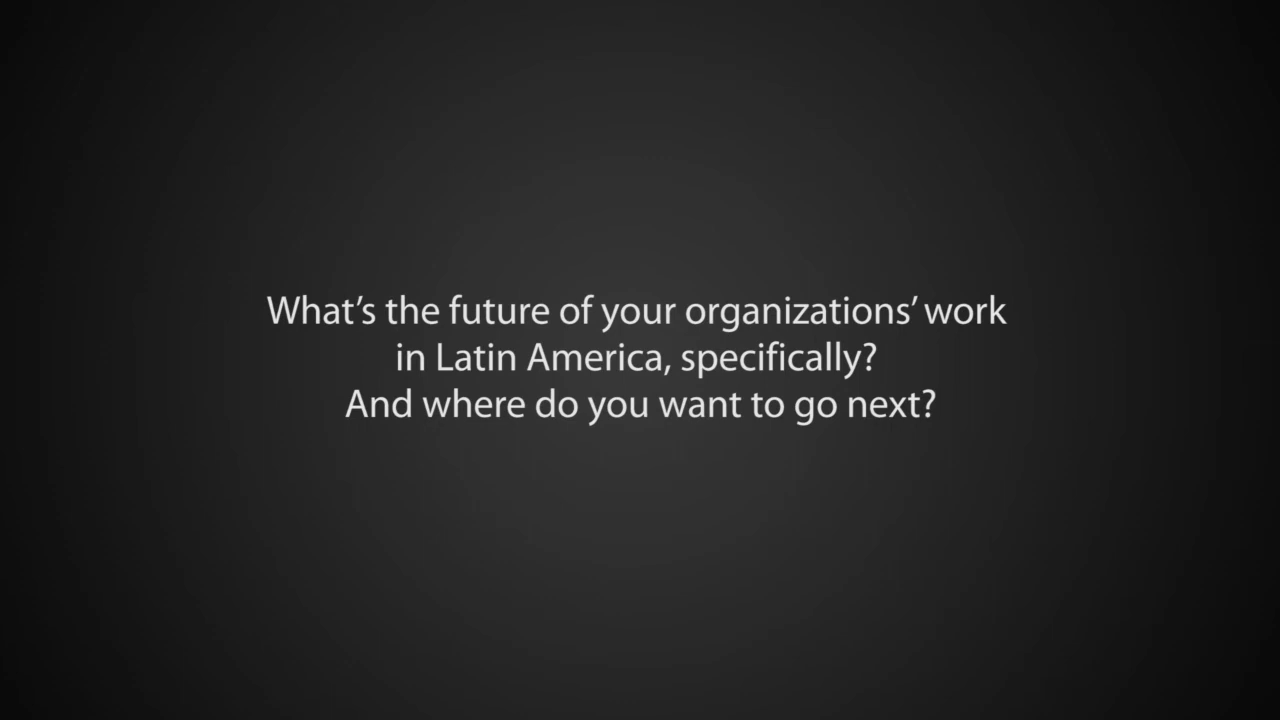 What’s the future of your organizations’ work
in Latin America, specifically?
And where do you want to go next?